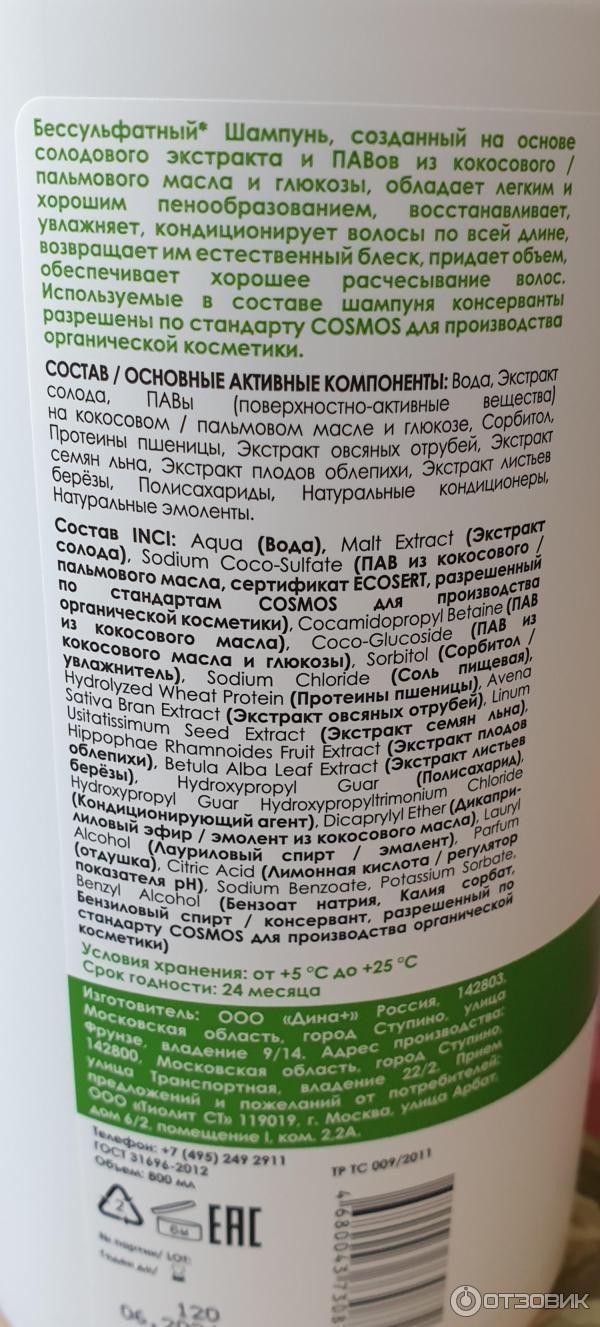 Бессульфатный* Шампунь, созданный на основе
солодового экстракта и ПАВов из кокосового /
пальмового масла и глюкозы, обладает легким и
хорошим пенообразованием, восстанавливает,
увлажняет, кондиционирует волосы по всей длине,
возвращает им естественный блеск, придает объем,
обеспечивает хорошее расчесывание волос.
Используемые в составе шампуня консерванты
разрешены по стандарту COSMOS для производства
органической косметики.
СОСТАВ / ОСНОВНЫЕ АКТИВНЫЕ КОМПОНЕНТЫ: Вода, Экстракт
солода, ПАВы (поверхностно-активные вещества)
на кокосовом / пальмовом масле и глюкозе, Сорбитол,
Протеины пшеницы, Экстракт овсяных отрубей, Экстракт
семян льна, Экстракт плодов облепихи, Экстракт листьев
берёзы, Полисахариды, Натуральные кондиционеры,
Натуральные эмоленты.
Состав INCI: Aqua (Вода), Malt Extract (Экстракт
солода), Sodium Coco-Sulfate (ПАВ из кокосового /
пальмового масла, сертификат ECOSERT, разрешенный
по стандартам COSMOS для производства
органической косметики), Cocamidopropyl Betaine (ПАВ
из кокосового масла), Coco-Glucoside (ПАВ из
кокосового масла и глюкозы), Sorbitol (Сорбитол /
увлажнитель), Sodium Chloride (Соль пищевая),
Hydrolyzed Wheat Protein (Протеины пшеницы), Avena
Sativa Bran Extract (Экстракт овсяных отрубей), Linum
Usitatissimum Seed Extract (Экстракт семян льна),
Hippophae Rhamnoides Fruit Extract (Экстракт плодов
облепихи), Betula Alba Leaf Extract (Экстракт листьев
берёзы), Hydroxypropyl Guar (Полисахарид),
Hydroxypropyl Guar Hydroxypropyltrimonium Chloride
(Кондиционирующий агент), Dicaprylyl Ether (Дикапри-
лиловый эфир / эмолент из кокосового масла), Lauryl
Alcohol (Лауриловый спирт / эмалент), Parfum
(отдушка), Citric Acid (Лимонная кислота / регулятор
показателя pH), Sodium Benzoate, Potassium Sorbate,
Benzyl Alcohol (Бензоат натрия, Калия сорбат,
Бензиловый спирт / консервант, разрешенный по
стандарту COSMOS для производства органической
косметики)
Условия хранения: от +5 °C до +25 °C
Срок годности: 24 месяца
Изготовитель: ООО «Дина+» Россия, 142803,
Московская область, город Ступино, улица
Фрунзе, владение 9/14. Адрес производства:
142800, Московская область, город Ступино,
улица Транспортная, владение 22/2. Прием
предложений и пожеланий от потребителей:
ООО «Тиолит СТ» 119019, г. Москва, улица Арбат,
дом 6/2, помещение I, ком. 2,2А.
Телефон: +7 (495) 249 2911
ГОСТ 31696-2012
Объем: 800 мл
ТР ТС 009/2011
2
6м
ЕАС
№ партии/ LOT:
Годен до/
120
4680043730
ОТЗОВИК